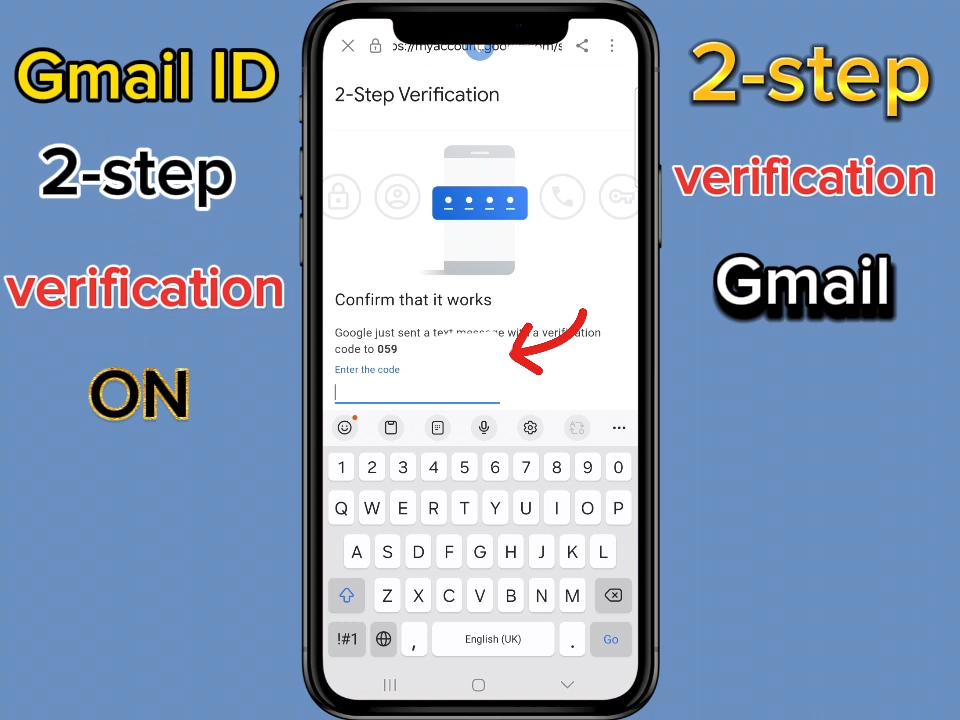 Gmail ID
2-step
verification
ON
2-step
verification
Gmail
2-Step Verification
Confirm that it works
Google just sent a text message with a verification
code to 059
Enter the code
1 2 3 4 5 6 7 8 9 0
Q W E R T Y U I O P
A S D F G H J K L
Z X C V B N M
!#1 , English (UK) . Go